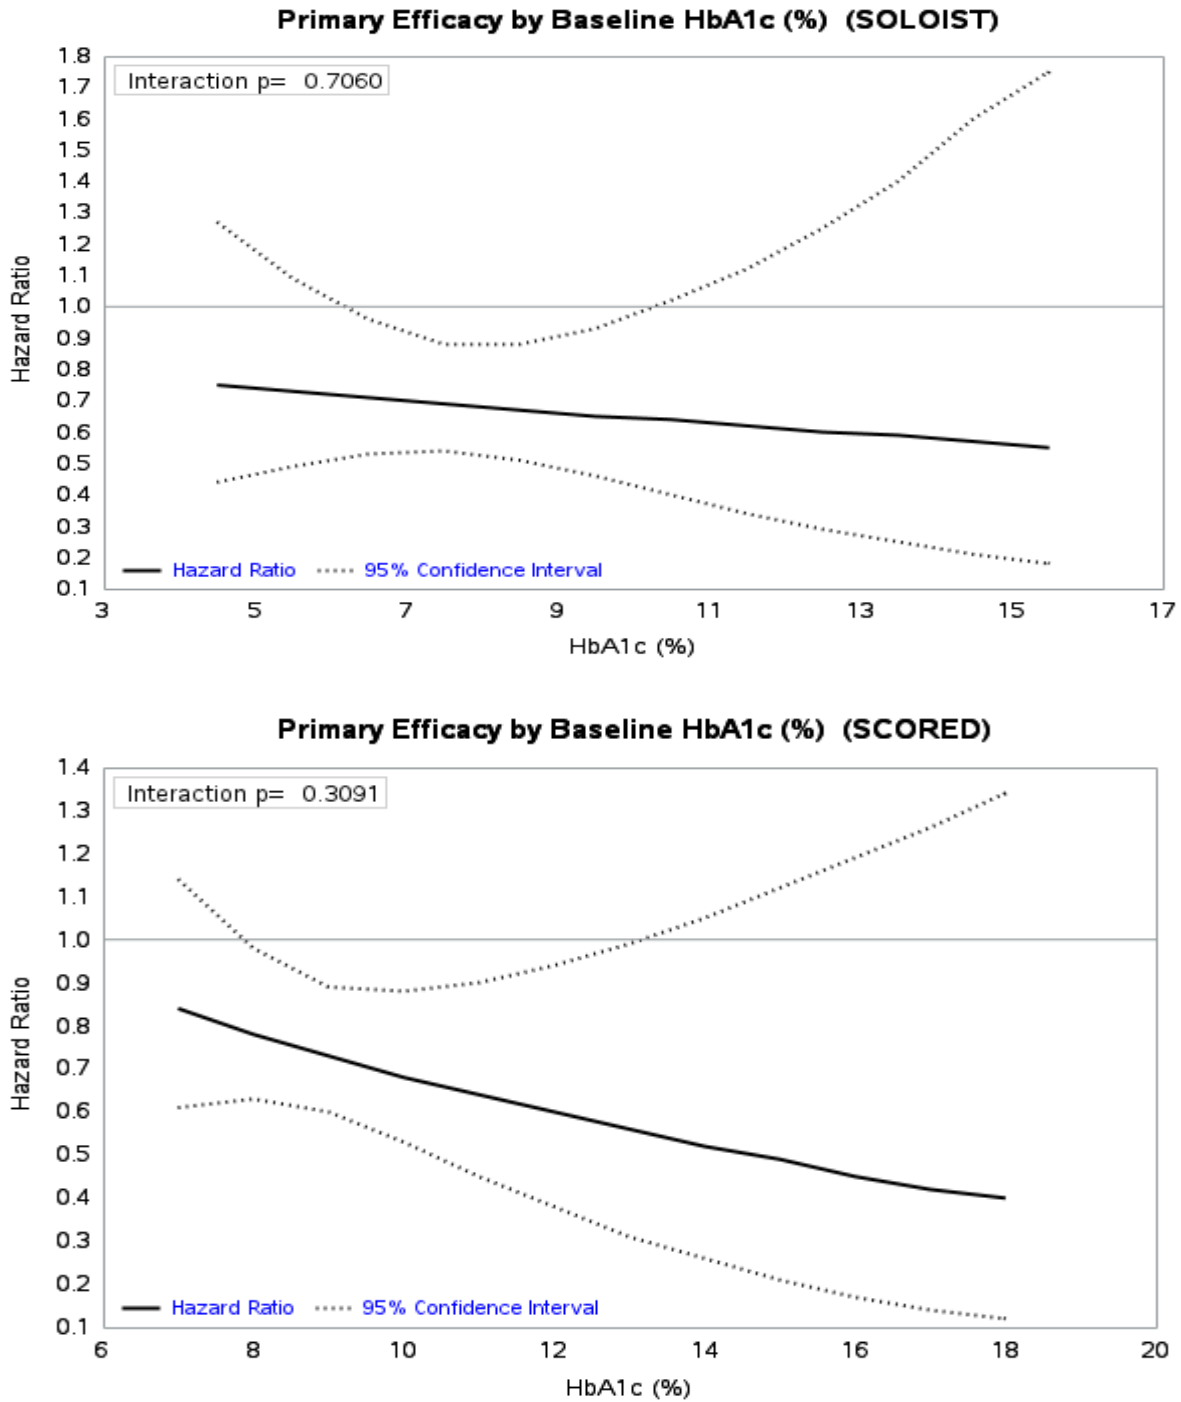 Primary Efficacy by Baseline HbA1c (%) (SOLOIST)
1.8
Interaction p= 0.7060
1.7
1.6
1.5
1.4
1.3
1.2
1.1
1.0
0.9
0.8
0.7
0.6
0.5
0.4
0.3
0.2
0.1
Hazard Ratio
Hazard Ratio 95% Confidence Interval
3 5 7 9 11 13 15 17
HbA1c (%)
Primary Efficacy by Baseline HbA1c (%) (SCORED)
1.4
Interaction p= 0.3091
1.3
1.2
1.1
1.0
0.9
0.8
0.7
0.6
0.5
0.4
0.3
0.2
0.1
Hazard Ratio
Hazard Ratio 95% Confidence Interval
6 8 10 12 14 16 18 20
HbA1c (%)